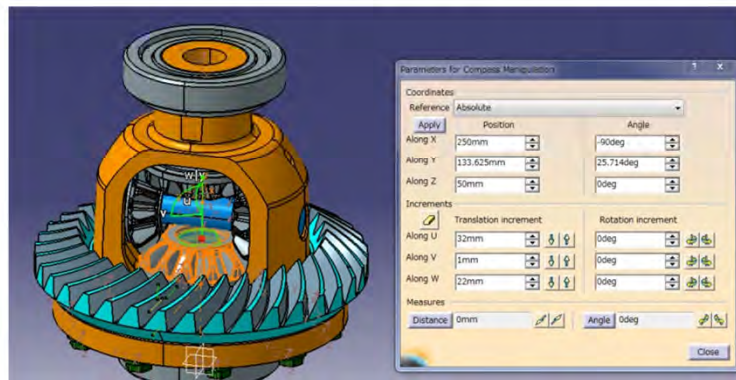 Parameters for Compass Manipulation ? X
Coordinates
Reference Absolute
Apply Position Angle
Along X 250mm -90deg
Along Y 133.625mm 25.714deg
Along Z 50mm 0deg
Increments
Translation increment Rotation increment
Along U 32mm 0deg
Along V 1mm 0deg
Along W 22mm 0deg
Measures
Distance 0mm Angle 0deg
Close
w y
u
v